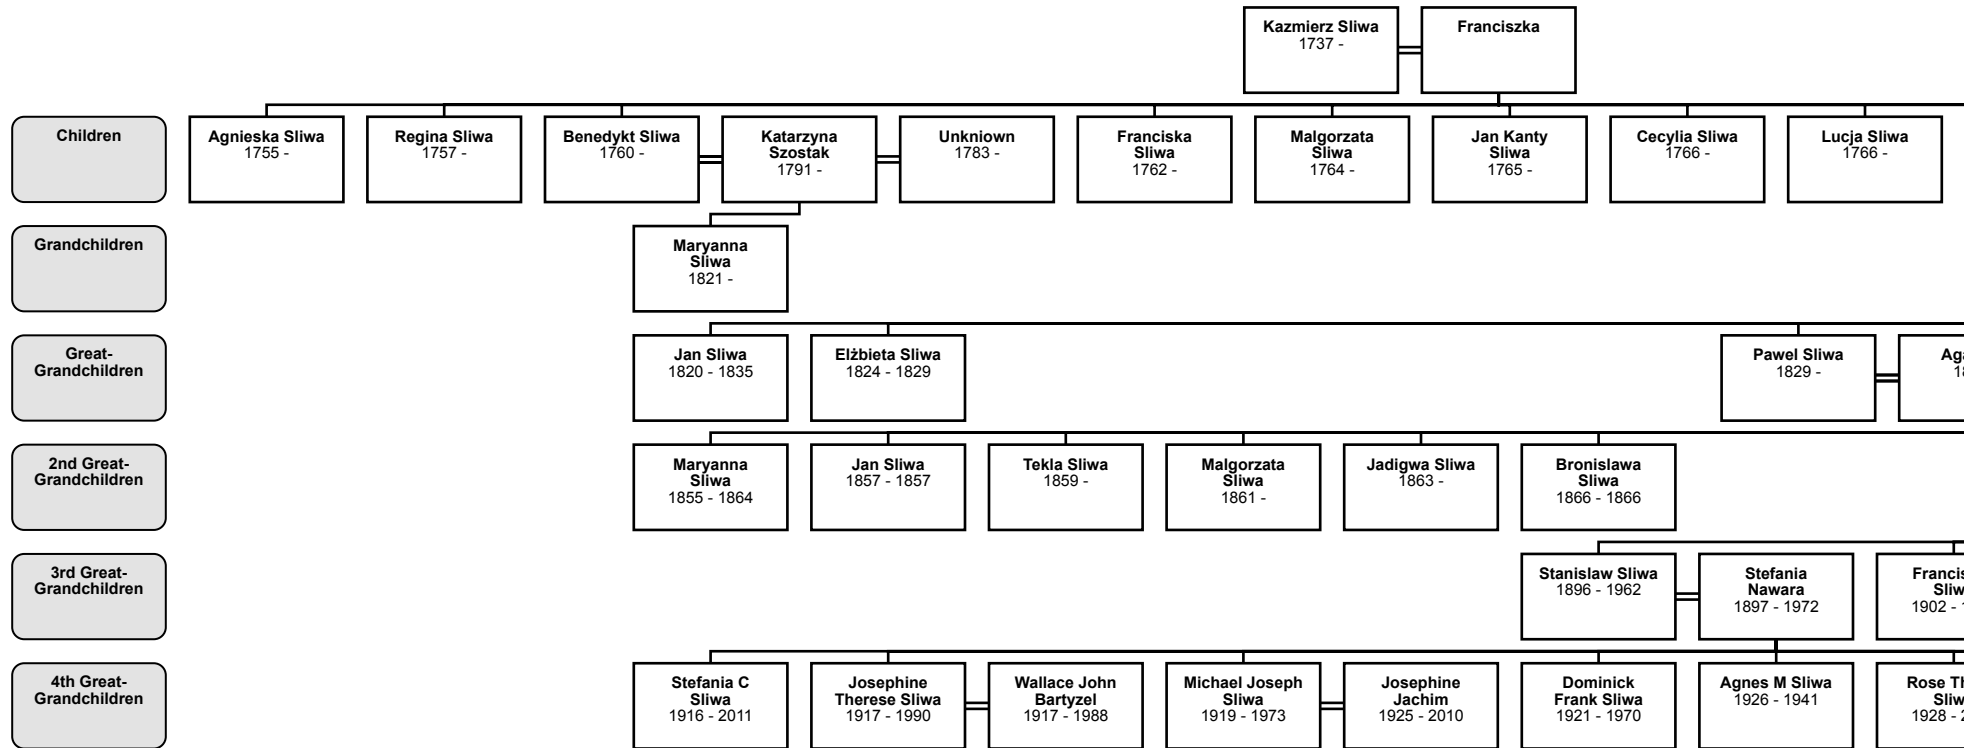 Kazmierz Sliwa
1737 -
Franciszka
Children
Agnieska Sliwa
1755 -
Regina Sliwa
1757 -
Benedykt Sliwa
1760 -
Katarzyna
Szostak
1791 -
Unkniown
1783 -
Franciska
Sliwa
1762 -
Malgorzata
Sliwa
1764 -
Jan Kanty
Sliwa
1765 -
Cecylia Sliwa
1766 -
Lucja Sliwa
1766 -
Grandchildren
Maryanna
Sliwa
1821 -
Great-
Grandchildren
Jan Sliwa
1820 - 1835
Elżbieta Sliwa
1824 - 1829
Pawel Sliwa
1829 -
2nd Great-
Grandchildren
Maryanna
Sliwa
1855 - 1864
Jan Sliwa
1857 - 1857
Tekla Sliwa
1859 -
Malgorzata
Sliwa
1861 -
Jadigwa Sliwa
1863 -
Bronislawa
Sliwa
1866 - 1866
3rd Great-
Grandchildren
Stanislaw Sliwa
1896 - 1962
Stefania
Nawara
1897 - 1972
1902 -
4th Great-
Grandchildren
Stefania C
Sliwa
1916 - 2011
Josephine
Therese Sliwa
1917 - 1990
Wallace John
Bartyzel
1917 - 1988
Michael Joseph
Sliwa
1919 - 1973
Josephine
Jachim
1925 - 2010
Dominick
Frank Sliwa
1921 - 1970
Agnes M Sliwa
1926 - 1941
Rose
1928 -